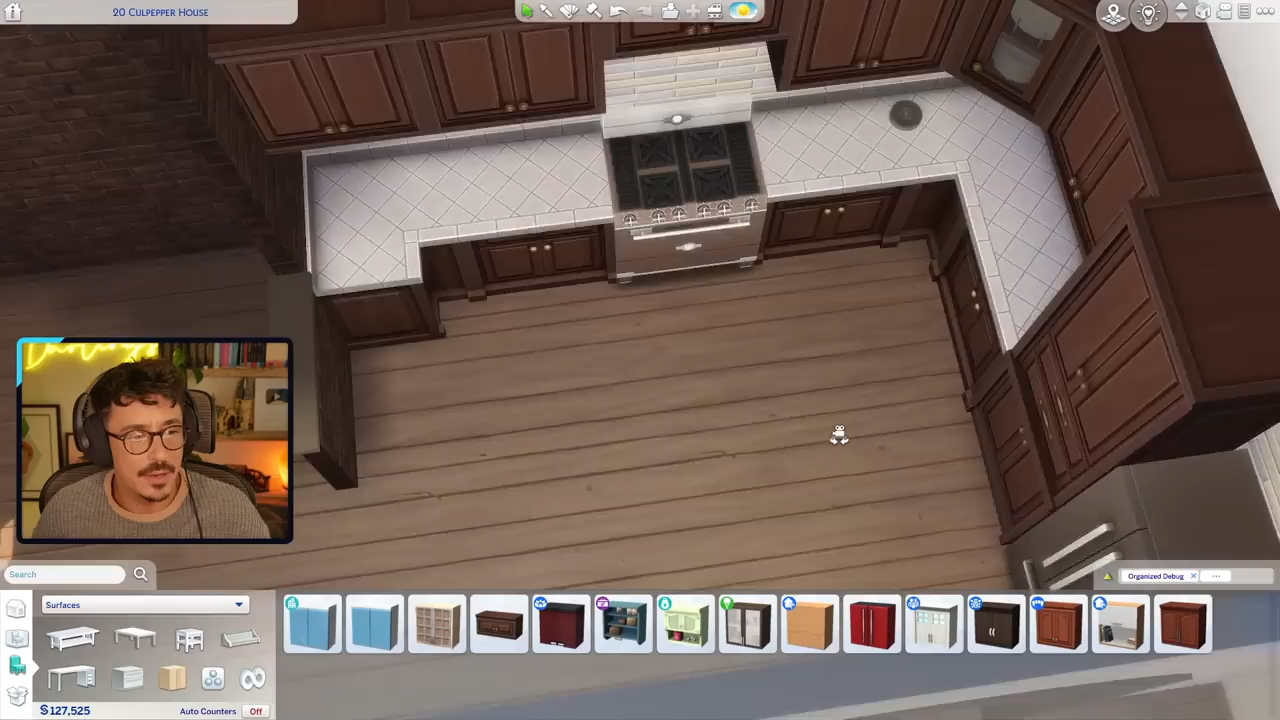 20 CULPEPPER HOUSE
Search
Organized Debug
Surfaces
§127,525
Auto Counters
Off